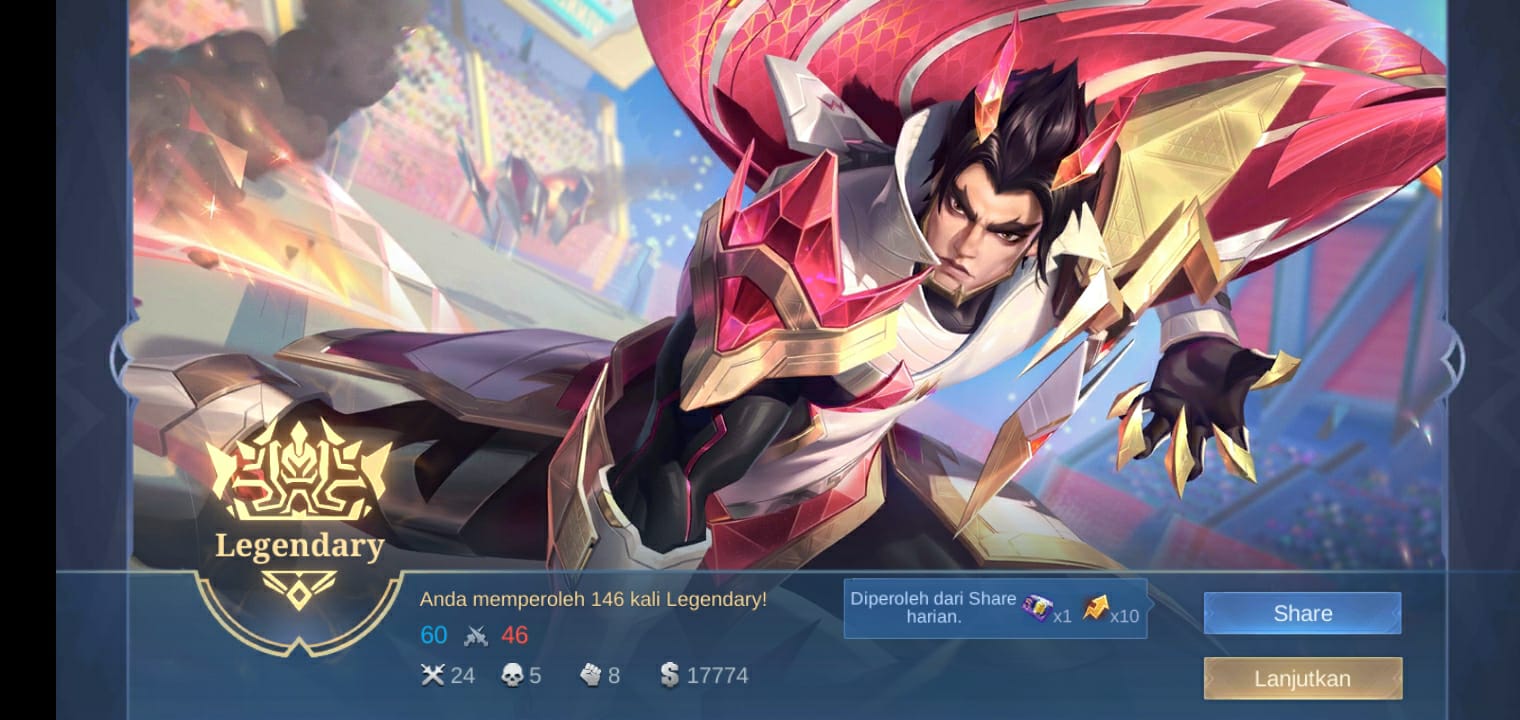 Legendary
Anda memperoleh 146 kali Legendary!
60 46
24 5 8 17774
Diperoleh dari Share
harian.
x1 x10
Share
Lanjutkan